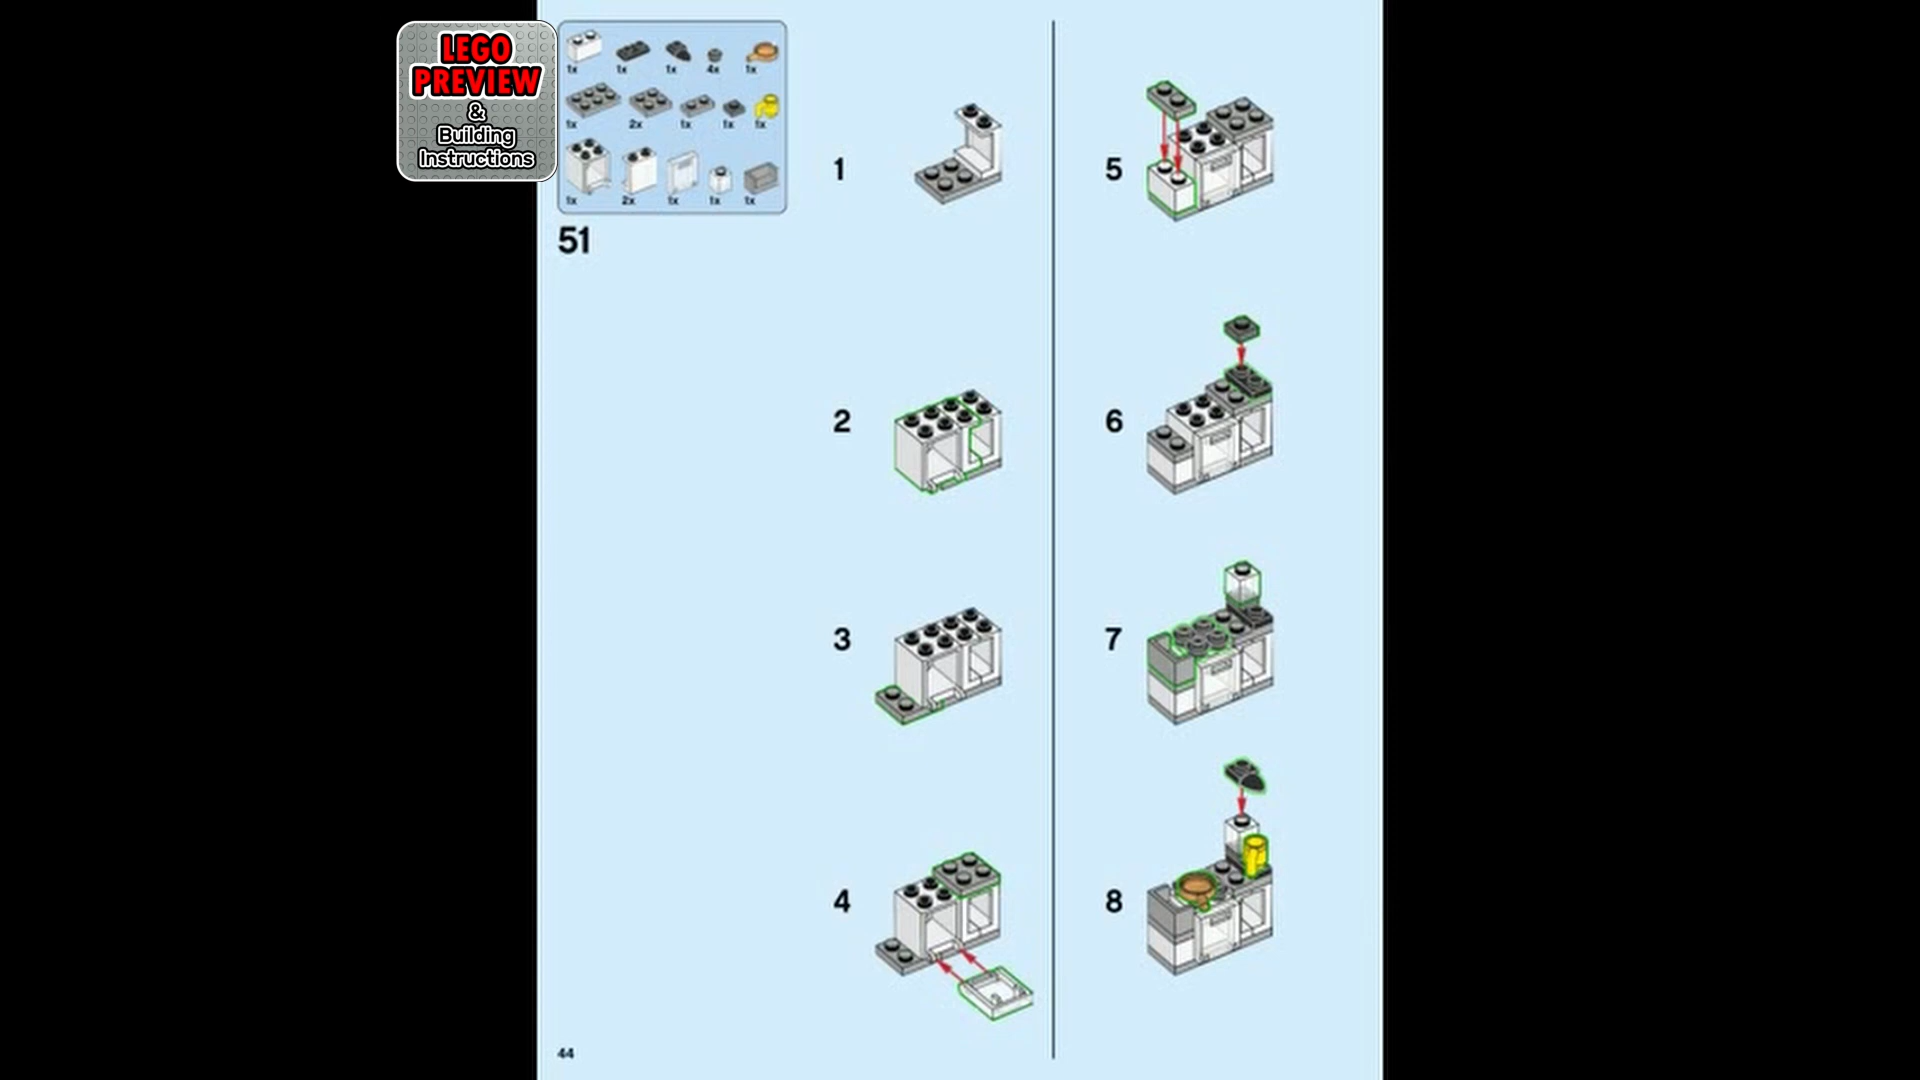 LEGO
PREVIEW
&
Building
Instructions
1x 1x 1x 4x 1x
1x 2x 1x 1x 1x
1x 2x 1x 1x 1x
51
1
2
3
4
5
6
7
8
44